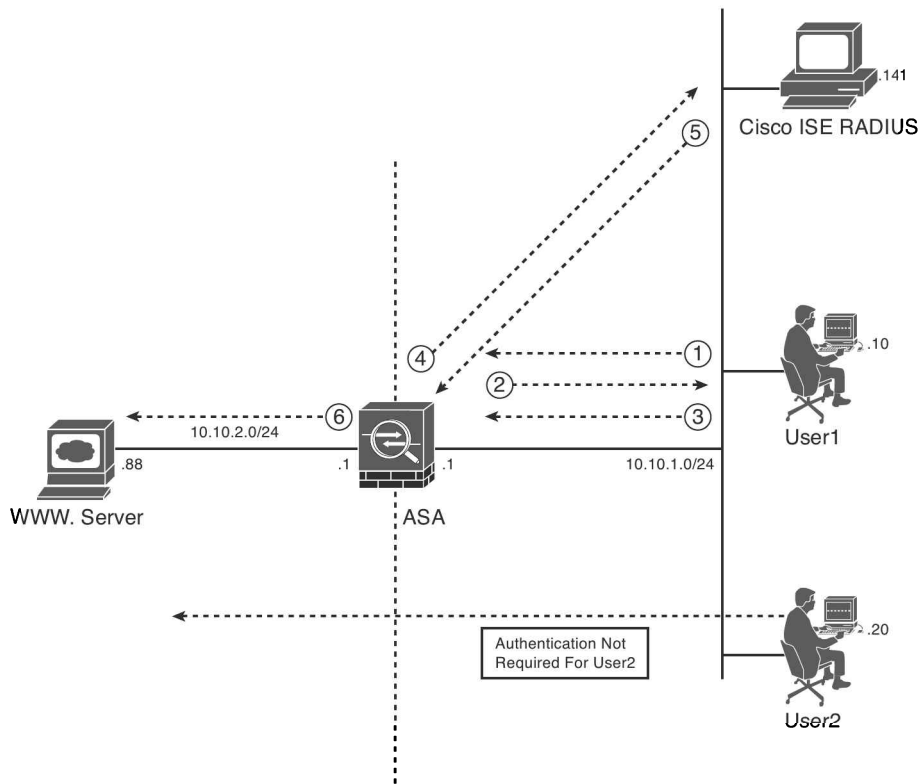 .141
Cisco ISE RADIUS
5
4
1
.10
2
6
3
User1
10.10.2.0/24
.88
.1
.1
10.10.1.0/24
WWW. Server
ASA
.20
Authentication Not
Required For User2
User2